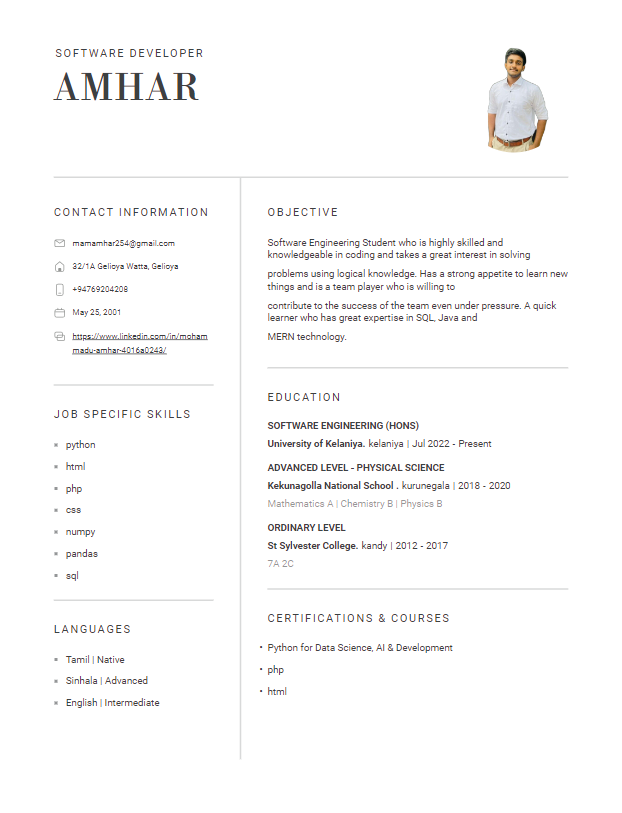 SOFTWARE DEVELOPER
AMHAR
CONTACT INFORMATION
mamamhar254@gmail.com
32/1A Gelioya Watta, Gelioya
+94769204208
May 25, 2001
https://www.linkedin.com/in/moham
madu-amhar-4016a0243/
JOB SPECIFIC SKILLS
python
html
php
css
numpy
pandas
sql
LANGUAGES
Tamil | Native
Sinhala | Advanced
English | Intermediate
OBJECTIVE
Software Engineering Student who is highly skilled and
knowledgeable in coding and takes a great interest in solving
problems using logical knowledge. Has a strong appetite to learn new
things and is a team player who is willing to
contribute to the success of the team even under pressure. A quick
learner who has great expertise in SQL, Java and
MERN technology.
EDUCATION
SOFTWARE ENGINEERING (HONS)
University of Kelaniya. kelaniya | Jul 2022 - Present
ADVANCED LEVEL - PHYSICAL SCIENCE
Kekunagolla National School . kurunegala | 2018 - 2020
Mathematics A | Chemistry B | Physics B
ORDINARY LEVEL
St Sylvester College. kandy | 2012 - 2017
7A 2C
CERTIFICATIONS & COURSES
• Python for Data Science, AI & Development
• php
• html